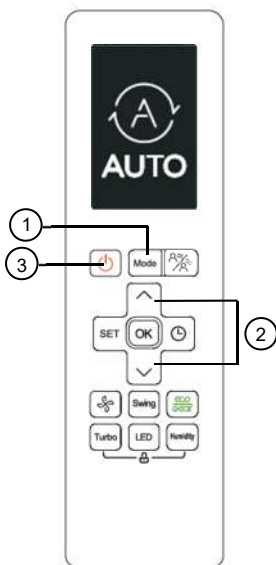 A
AUTO
1
Mode
3
SET OK
2
Swing eco GEAR
Turbo LED Humidity